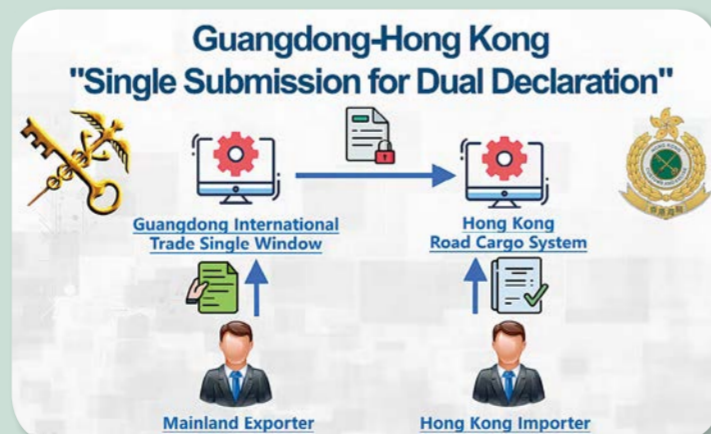 Guangdong-Hong Kong
"Single Submission for Dual Declaration"
Guangdong International
Trade Single Window
Hong Kong
Road Cargo System
Mainland Exporter
Hong Kong Importer